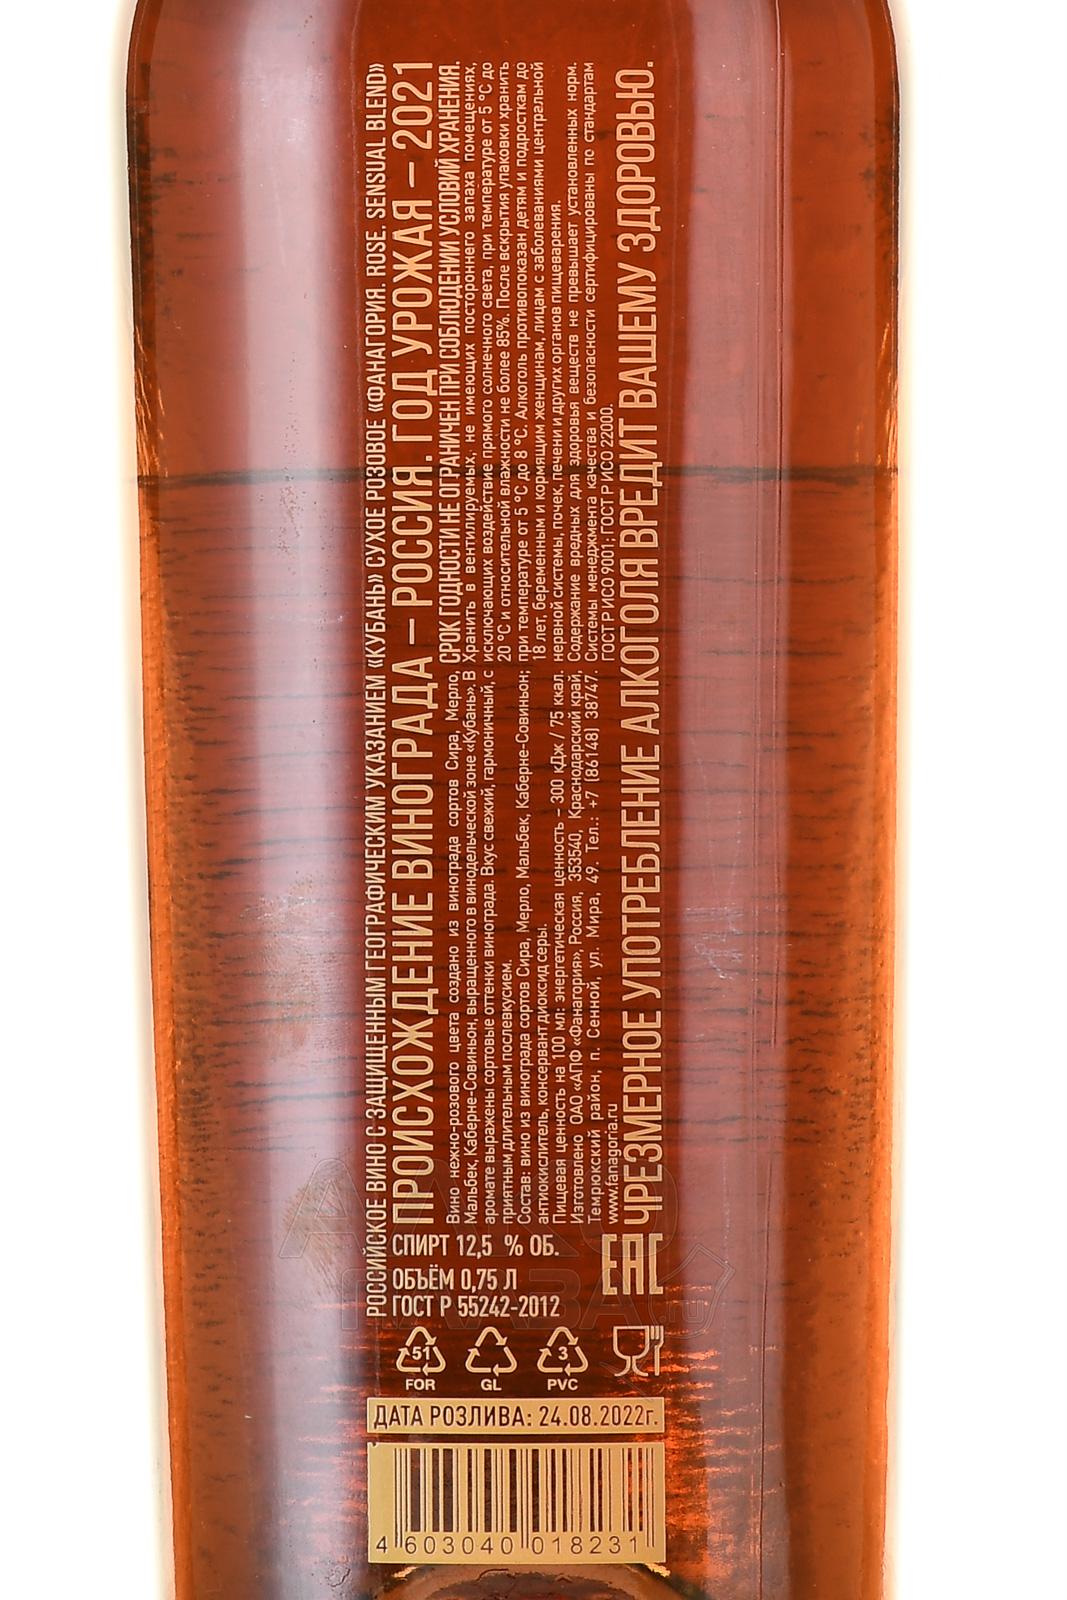 РОССИЙСКОЕ ВИНО С ЗАЩИЩЕННЫМ ГЕОГРАФИЧЕСКИМ УКАЗАНИЕМ «КУБАНЬ» СУХОЕ РОЗОВОЕ «ФАНАГОРИЯ. ROSE. SENSUAL BLEND»
ПРОИСХОЖДЕНИЕ ВИНОГРАДА – РОССИЯ. ГОД УРОЖАЯ – 2021
Вино нежно-розового цвета создано из винограда сортов Сира, Мерло,
Мальбек, Каберне-Совиньон, выращенного в винодельческой зоне «Кубань». В
аромате выражены сортовые оттенки винограда. Вкус свежий, гармоничный, с
приятным длительным послевкусием.
Состав: вино из винограда сортов Сира, Мерло, Мальбек, Каберне-Совиньон;
антиокислитель, консервант диоксид серы.
Пищевая ценность на 100 мл: энергетическая ценность – 300 кДж / 75 ккал.
Изготовлено ОАО «АПФ «Фанагория», Россия, 353540, Краснодарский край,
Темрюкский район, п. Сенной, ул. Мира, 49. Тел.: +7 (86148) 38747.
www.fanagoria.ru
СРОК ГОДНОСТИ НЕ ОГРАНИЧЕН ПРИ СОБЛЮДЕНИИ УСЛОВИЙ ХРАНЕНИЯ.
Хранить в вентилируемых, не имеющих постороннего запаха помещениях,
исключающих воздействие прямого солнечного света, при температуре от 5 °С до
20 °С и относительной влажности не более 85%. После вскрытия упаковки хранить
при температуре от 5 °С до 8 °С. Алкоголь противопоказан детям и подросткам до
18 лет, беременным и кормящим женщинам, лицам с заболеваниями центральной
нервной системы, почек, печени и других органов пищеварения.
Содержание вредных для здоровья веществ не превышает установленных норм.
Системы менеджмента качества и безопасности сертифицированы по стандартам
ГОСТ Р ИСО 9001; ГОСТ Р ИСО 22000.
ЧРЕЗМЕРНОЕ УПОТРЕБЛЕНИЕ АЛКОГОЛЯ ВРЕДИТ ВАШЕМУ ЗДОРОВЬЮ.
СПИРТ 12,5 % ОБ.
ОБЪЁМ 0,75 Л
ГОСТ Р 55242-2012
EAC
51 3
FOR GL PVC
ДАТА РОЗЛИВА: 24.08.2022г.
4 603040 018231